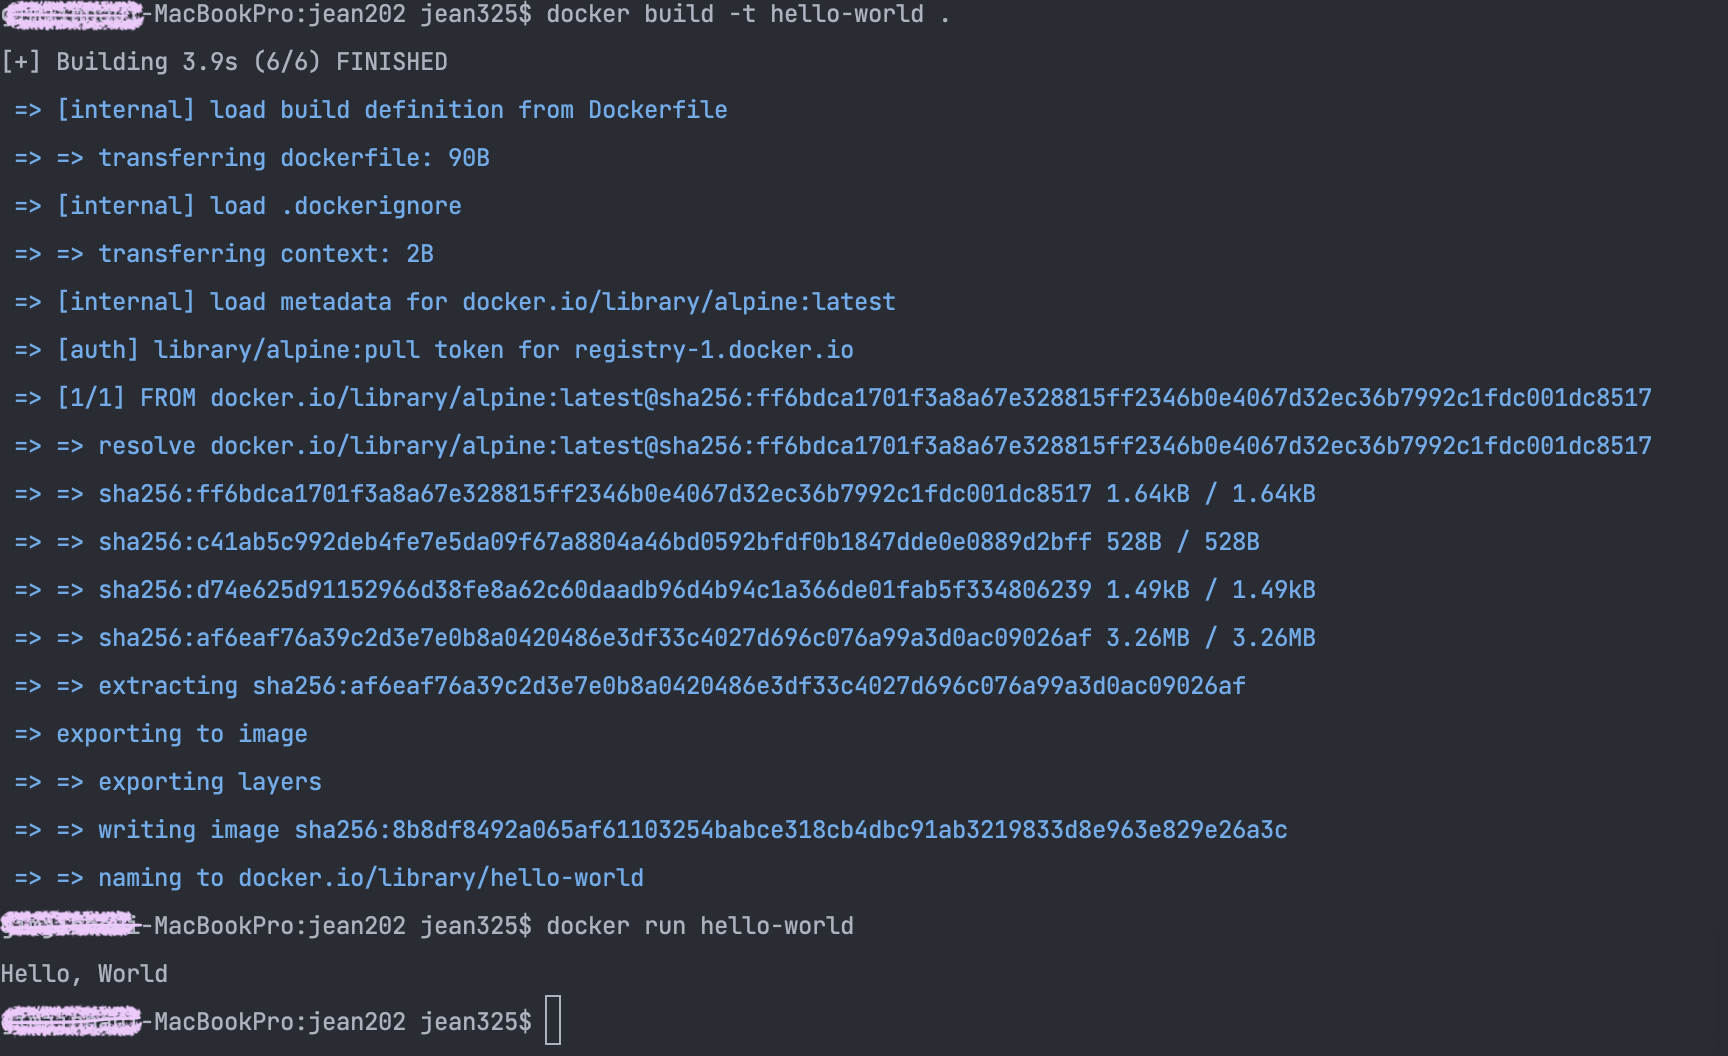 -MacBookPro:jean202 jean325$ docker build -t hello-world .
[+] Building 3.9s (6/6) FINISHED
=> [internal] load build definition from Dockerfile
=> => transferring dockerfile: 90B
=> [internal] load .dockerignore
=> => transferring context: 2B
=> [internal] load metadata for docker.io/library/alpine:latest
=> [auth] library/alpine:pull token for registry-1.docker.io
=> [1/1] FROM docker.io/library/alpine:latest@sha256:ff6bdca1701f3a8a67e328815ff2346b0e4067d32ec36b7992c1fdc001dc8517
=> => resolve docker.io/library/alpine:latest@sha256:ff6bdca1701f3a8a67e328815ff2346b0e4067d32ec36b7992c1fdc001dc8517
=> => sha256:ff6bdca1701f3a8a67e328815ff2346b0e4067d32ec36b7992c1fdc001dc8517 1.64kB / 1.64kB
=> => sha256:c41ab5c992deb4fe7e5da09f67a8804a46bd0592bfdf0b1847dde0e0889d2bff 528B / 528B
=> => sha256:d74e625d91152966d38fe8a62c60daadb96d4b94c1a366de01fab5f334806239 1.49kB / 1.49kB
=> => sha256:af6eaf76a39c2d3e7e0b8a0420486e3df33c4027d696c076a99a3d0ac09026af 3.26MB / 3.26MB
=> => extracting sha256:af6eaf76a39c2d3e7e0b8a0420486e3df33c4027d696c076a99a3d0ac09026af
=> exporting to image
=> => exporting layers
=> => writing image sha256:8b8df8492a065af61103254babce318cb4dbc91ab3219833d8e963e829e26a3c
=> => naming to docker.io/library/hello-world
-MacBookPro:jean202 jean325$ docker run hello-world
Hello, World
-MacBookPro:jean202 jean325$